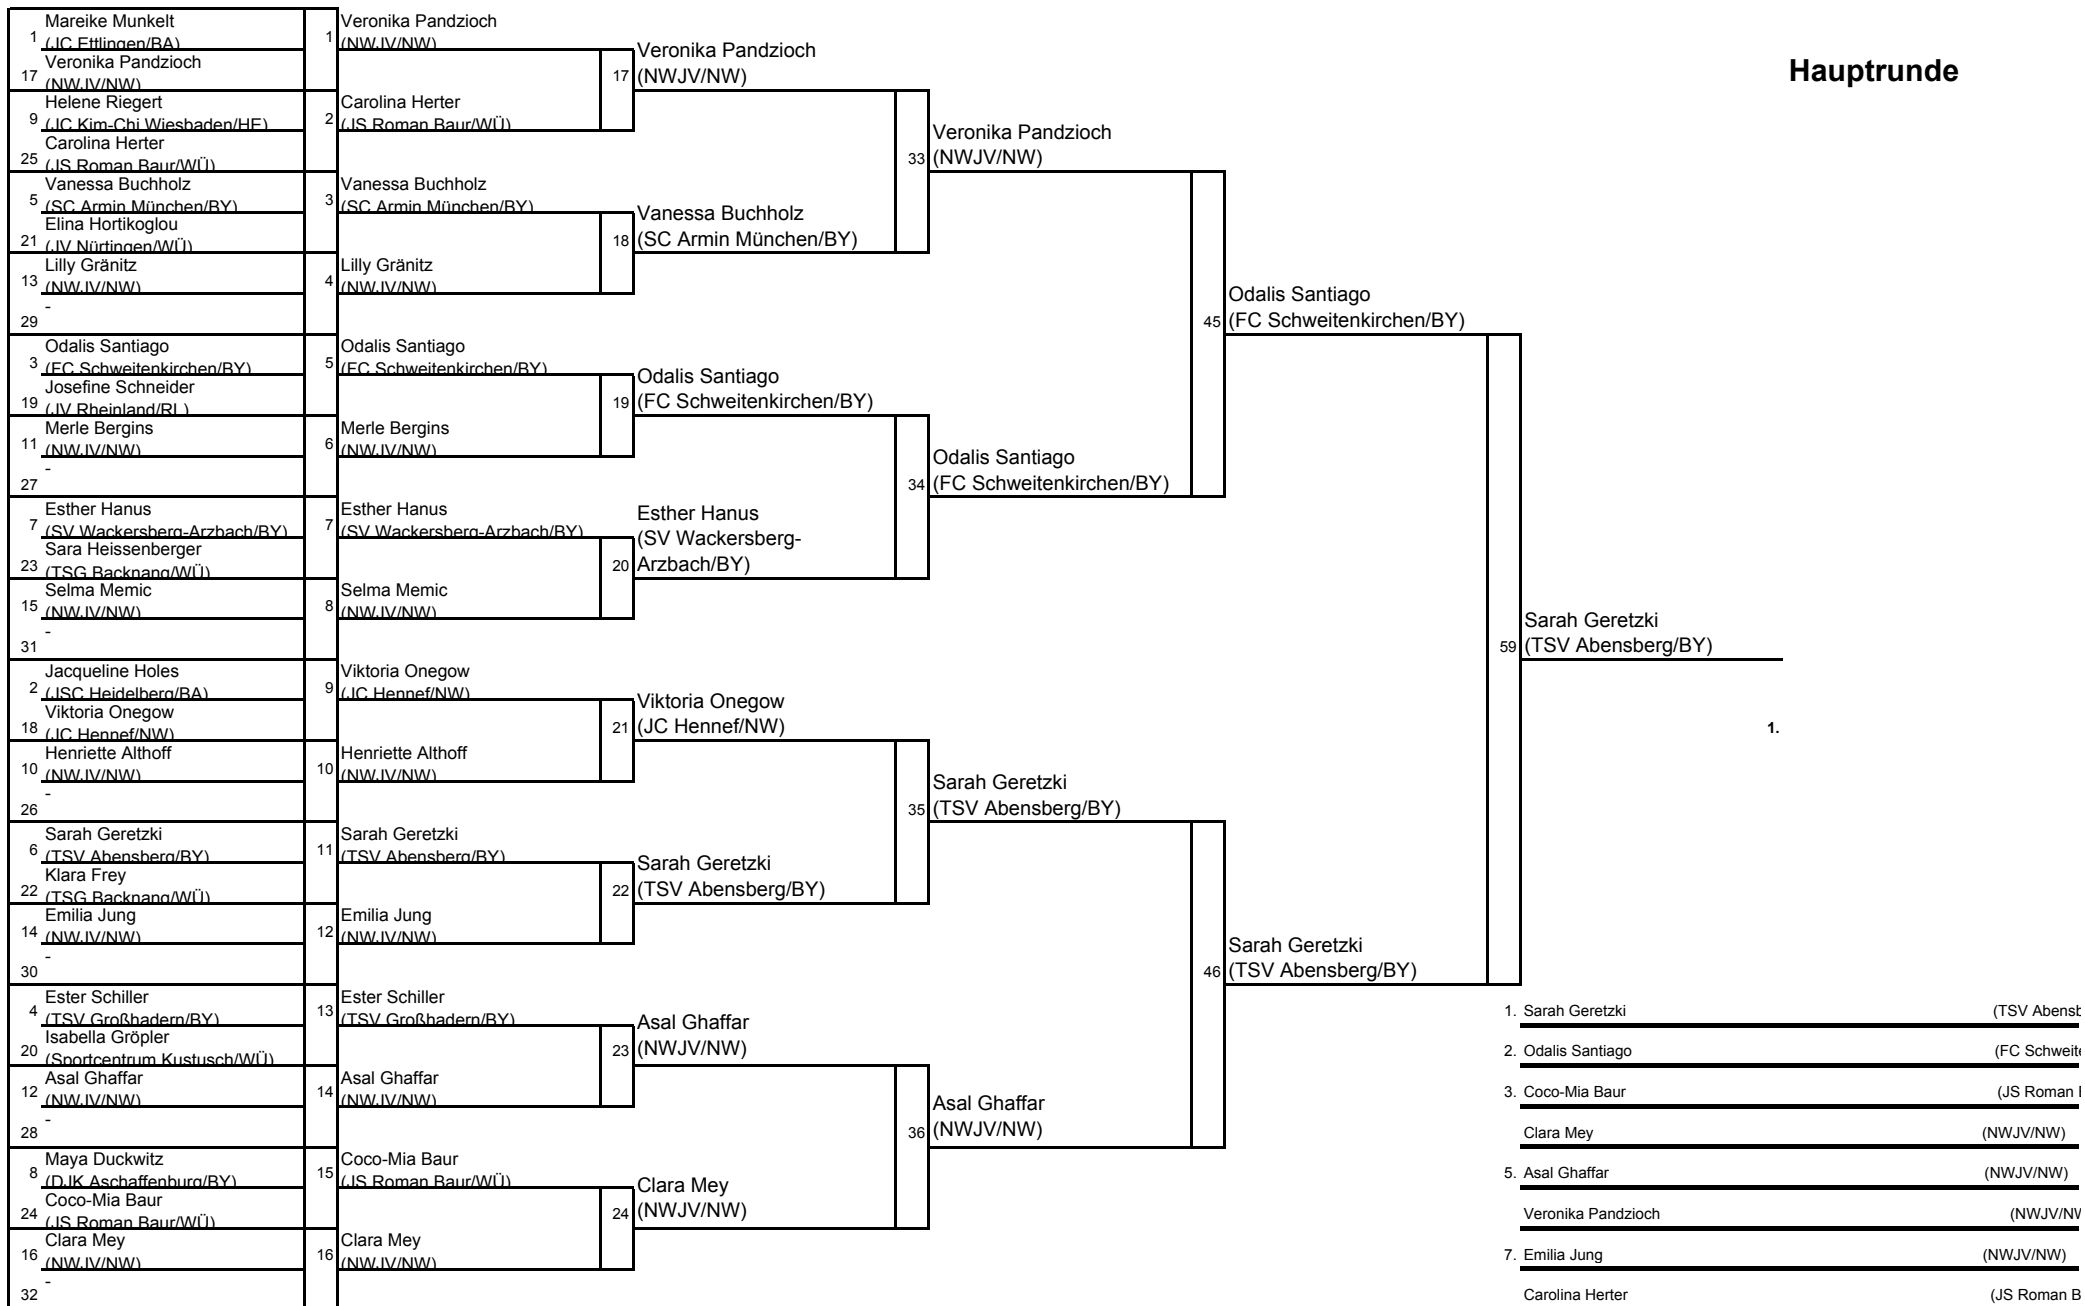 Hauptrunde
1 Mareike Munkelt
(JC Ettlingen/BA)
17 Veronika Pandzioch
(NWJV/NW)
9 Helene Riegert
(JC Kim-Chi Wiesbaden/HE)
25 Carolina Herter
(JS Roman Baur/WÜ)
5 Vanessa Buchholz
(SC Armin München/BY)
21 Elina Hortikoglou
(JV Nürtingen/WÜ)
13 Lilly Gränitz
(NWJV/NW)
29 -
3 Odalis Santiago
(FC Schweitenkirchen/BY)
19 Josefine Schneider
(JV Rheinland/RL)
11 Merle Bergins
(NWJV/NW)
27 -
7 Esther Hanus
(SV Wackersberg-Arzbach/BY)
23 Sara Heissenberger
(TSG Backnang/WÜ)
15 Selma Memic
(NWJV/NW)
31 -
2 Jacqueline Holes
(JSC Heidelberg/BA)
18 Viktoria Onegow
(JC Hennef/NW)
10 Henriette Althoff
(NWJV/NW)
26 -
6 Sarah Geretzki
(TSV Abensberg/BY)
22 Klara Frey
(TSG Backnang/WÜ)
14 Emilia Jung
(NWJV/NW)
30 -
4 Ester Schiller
(TSV Großhadern/BY)
20 Isabella Gröpler
(Sportcentrum Kustusch/WÜ)
12 Asal Ghaffar
(NWJV/NW)
28 -
8 Maya Duckwitz
(DJK Aschaffenburg/BY)
24 Coco-Mia Baur
(JS Roman Baur/WÜ)
16 Clara Mey
(NWJV/NW)
32 -
1 Veronika Pandzioch
(NWJV/NW)
2 Carolina Herter
(JS Roman Baur/WÜ)
3 Vanessa Buchholz
(SC Armin München/BY)
4 Lilly Gränitz
(NWJV/NW)
5 Odalis Santiago
(FC Schweitenkirchen/BY)
6 Merle Bergins
(NWJV/NW)
7 Esther Hanus
(SV Wackersberg-Arzbach/BY)
8 Selma Memic
(NWJV/NW)
9 Viktoria Onegow
(JC Hennef/NW)
10 Henriette Althoff
(NWJV/NW)
11 Sarah Geretzki
(TSV Abensberg/BY)
12 Emilia Jung
(NWJV/NW)
13 Ester Schiller
(TSV Großhadern/BY)
14 Asal Ghaffar
(NWJV/NW)
15 Coco-Mia Baur
(JS Roman Baur/WÜ)
16 Clara Mey
(NWJV/NW)
Veronika Pandzioch
17 (NWJV/NW)
Vanessa Buchholz
18 (SC Armin München/BY)
Odalis Santiago
19 (FC Schweitenkirchen/BY)
Esther Hanus
(SV Wackersberg-
20 Arzbach/BY)
Viktoria Onegow
21 (JC Hennef/NW)
Sarah Geretzki
22 (TSV Abensberg/BY)
Asal Ghaffar
23 (NWJV/NW)
Clara Mey
24 (NWJV/NW)
Veronika Pandzioch
33 (NWJV/NW)
Odalis Santiago
34 (FC Schweitenkirchen/BY)
Sarah Geretzki
35 (TSV Abensberg/BY)
Asal Ghaffar
36 (NWJV/NW)
Odalis Santiago
45 (FC Schweitenkirchen/BY)
Sarah Geretzki
46 (TSV Abensberg/BY)
Sarah Geretzki
59 (TSV Abensberg/BY)
1.
1. Sarah Geretzki (TSV Abensb
2. Odalis Santiago (FC Schweite
3. Coco-Mia Baur (JS Roman
Clara Mey (NWJV/NW)
5. Asal Ghaffar (NWJV/NW)
Veronika Pandzioch (NWJV/NW
7. Emilia Jung (NWJV/NW)
Carolina Herter (JS Roman B